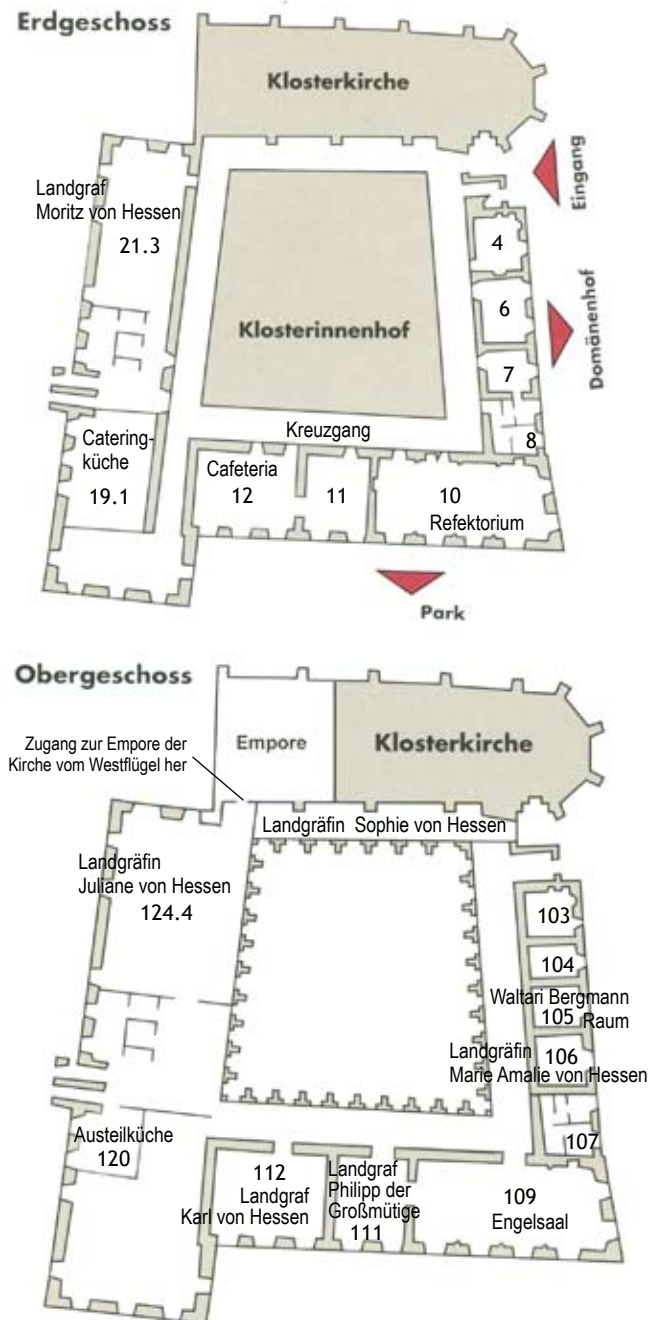 Erdgeschoss
Klosterkirche
Eingang
Landgraf
Moritz von Hessen
21.3
4
6
Domänenhof
Klosterinnenhof
7
Kreuzgang
8
Catering-
küche
19.1
Cafeteria
12
11
10
Refektorium
Park
Obergeschoss
Zugang zur Empore der
Kirche vom Westflügel her
Empore
Klosterkirche
Landgräfin Sophie von Hessen
Landgräfin
Juliane von Hessen
124.4
103
104
Waltari Bergmann
105 Raum
Landgräfin 106
Marie Amalie von Hessen
Austeilküche
120
107
112
Landgraf
Karl von Hessen
Landgraf
Philipp der
Großmütige
111
109
Engelsaal